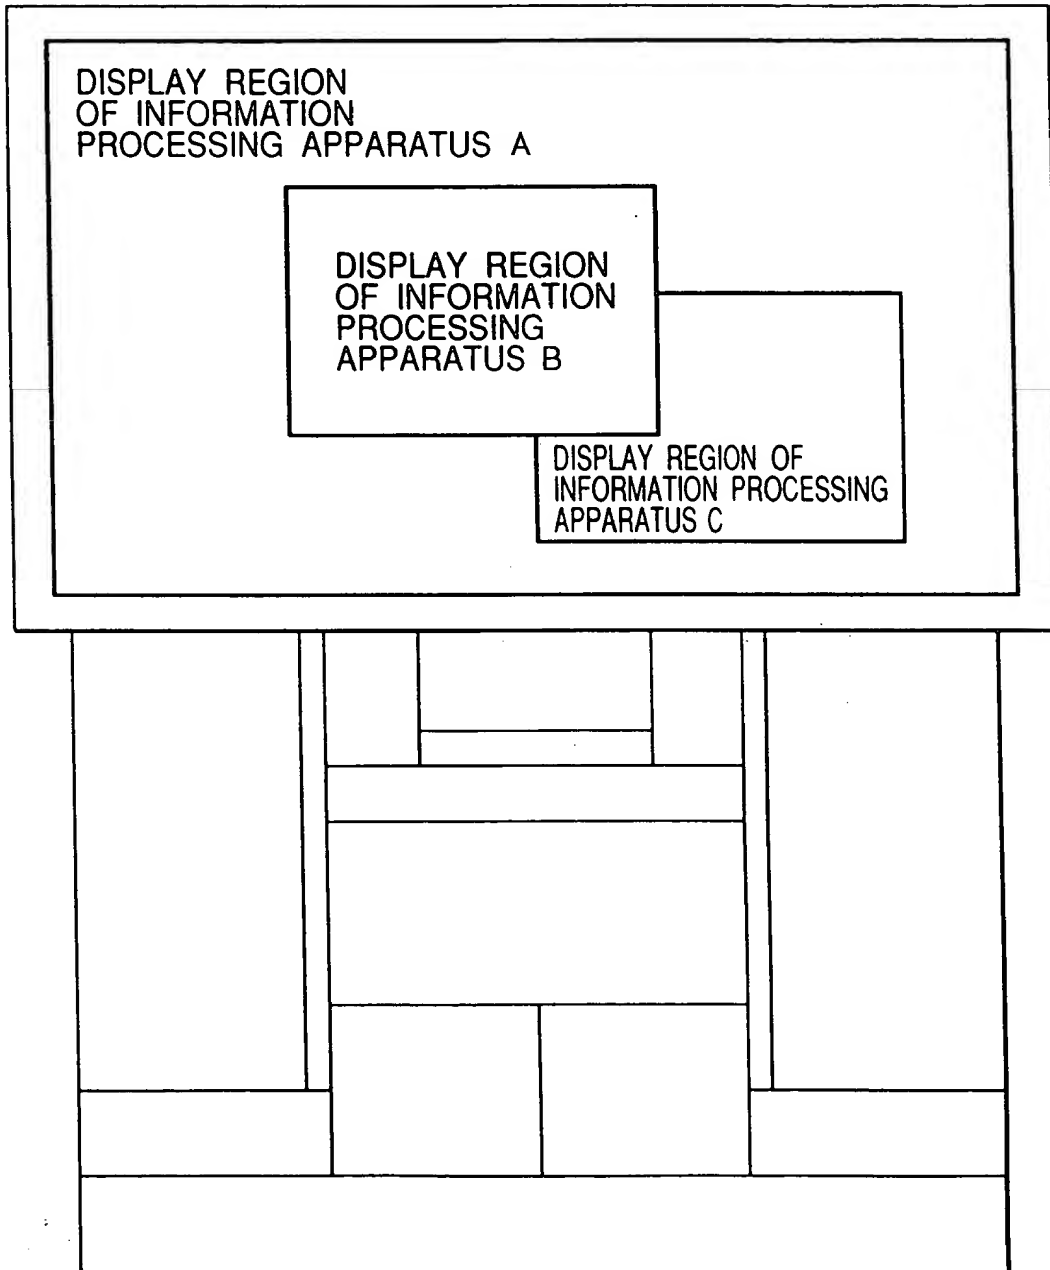 DISPLAY REGION
OF INFORMATION
PROCESSING APPARATUS A
DISPLAY REGION
OF INFORMATION
PROCESSING
APPARATUS B
DISPLAY REGION OF
INFORMATION PROCESSING
APPARATUS C